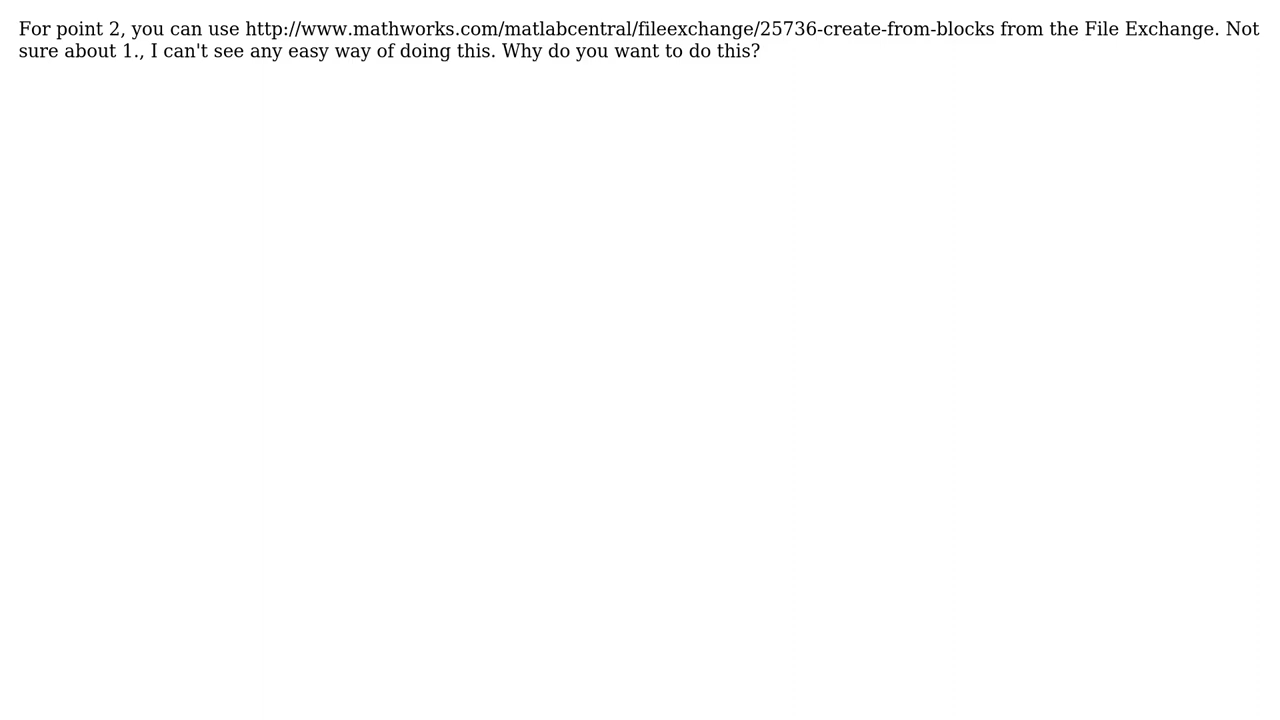 For point 2, you can use http://www.mathworks.com/matlabcentral/fileexchange/25736-create-from-blocks from the File Exchange. Not
sure about 1., I can't see any easy way of doing this. Why do you want to do this?